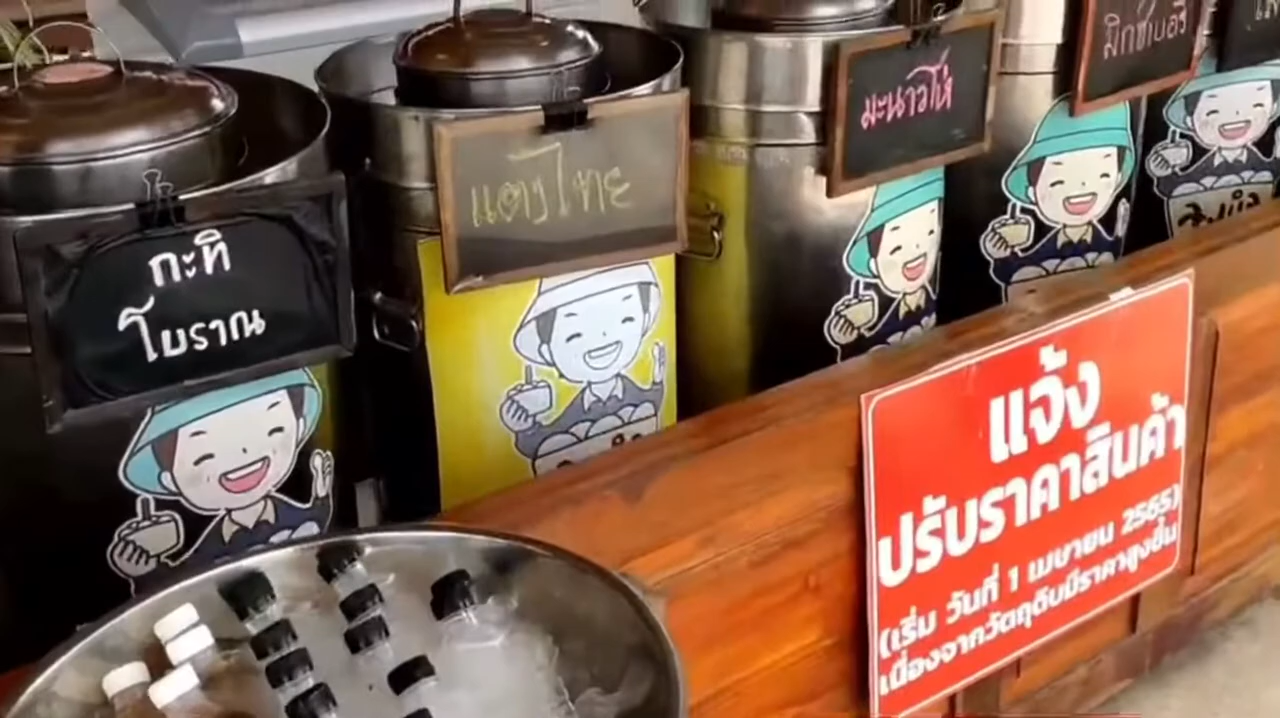 กะทิ
โบราณ
แตงไทย
มะนาวโห่
มิกซ์เบอรี่
แจ้ง
ปรับราคาสินค้า
(เริ่ม วันที่ 1 เมษายน 2565)
เนื่องจากวัตถุดิบมีราคาสูงขึ้น